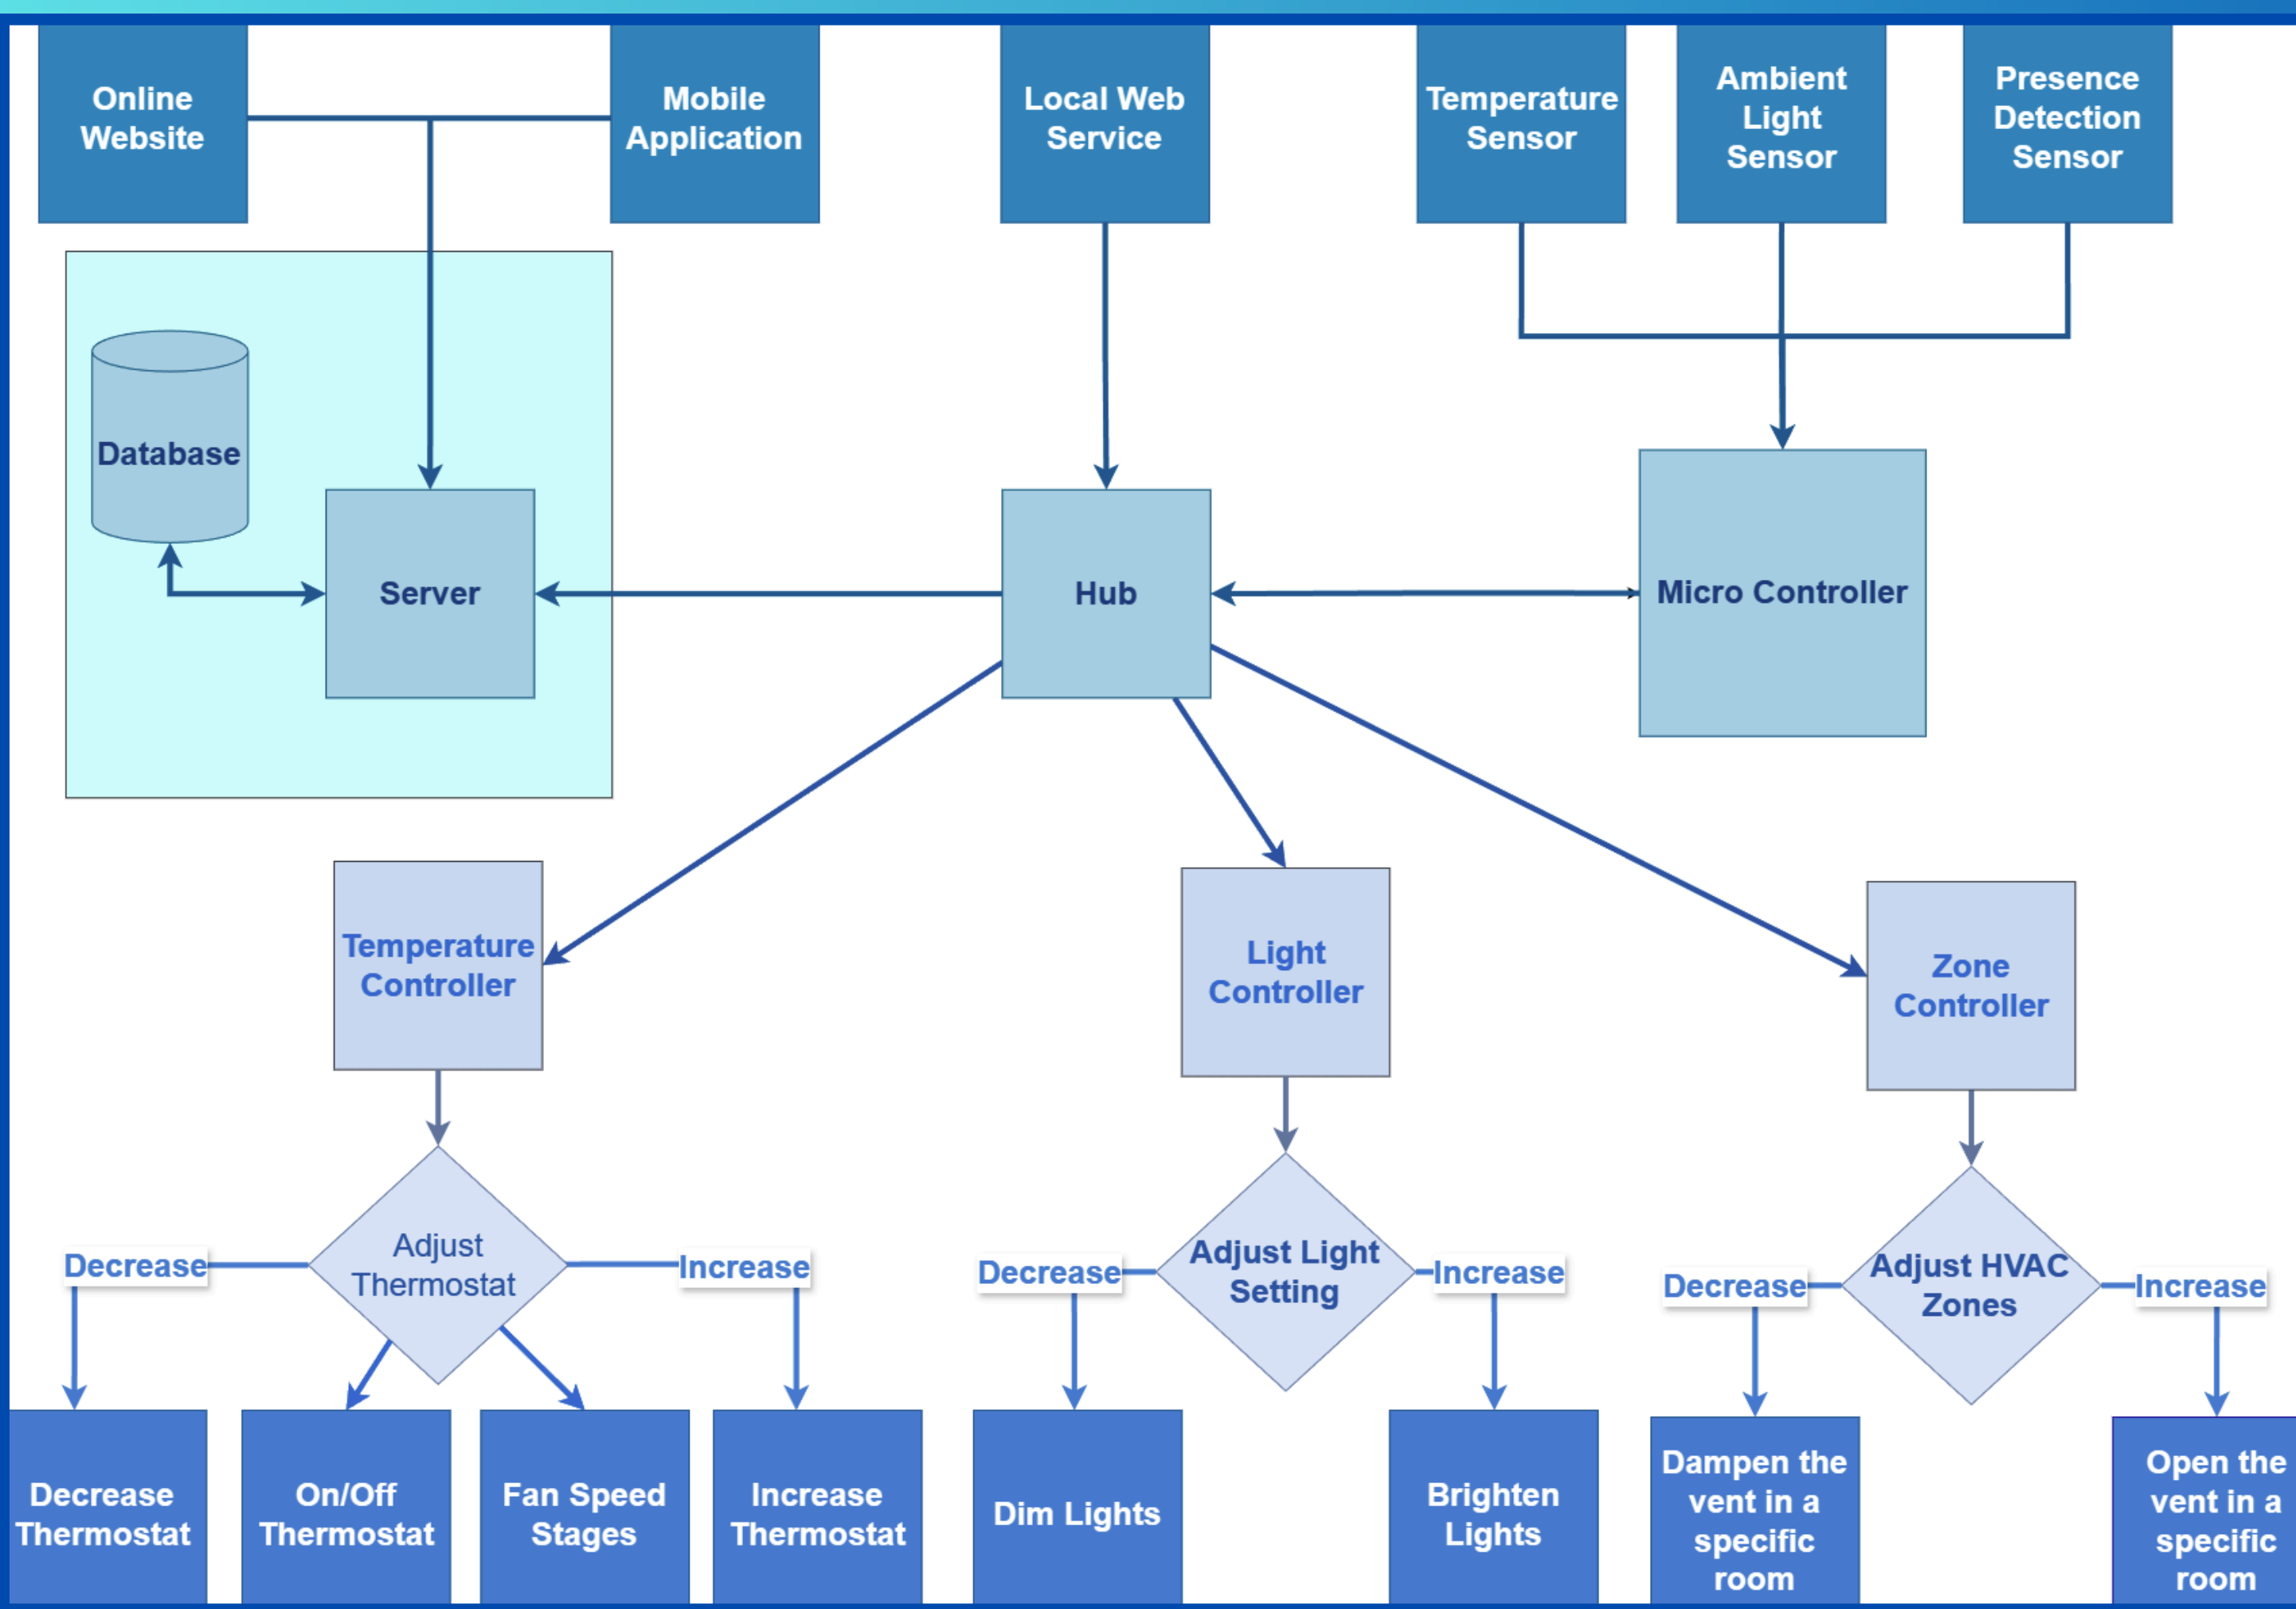 Online
Website
Mobile
Application
Local Web
Service
Temperature
Sensor
Ambient
Light
Sensor
Presence
Detection
Sensor
Database
Server
Hub
Micro Controller
Temperature
Controller
Light
Controller
Zone
Controller
Adjust
Thermostat
Decrease
Increase
Adjust Light
Setting
Decrease
Increase
Adjust HVAC
Zones
Decrease
Increase
Decrease
Thermostat
On/Off
Thermostat
Fan Speed
Stages
Increase
Thermostat
Dim Lights
Brighten
Lights
Dampen the
vent in a
specific
room
Open the
vent in a
specific
room